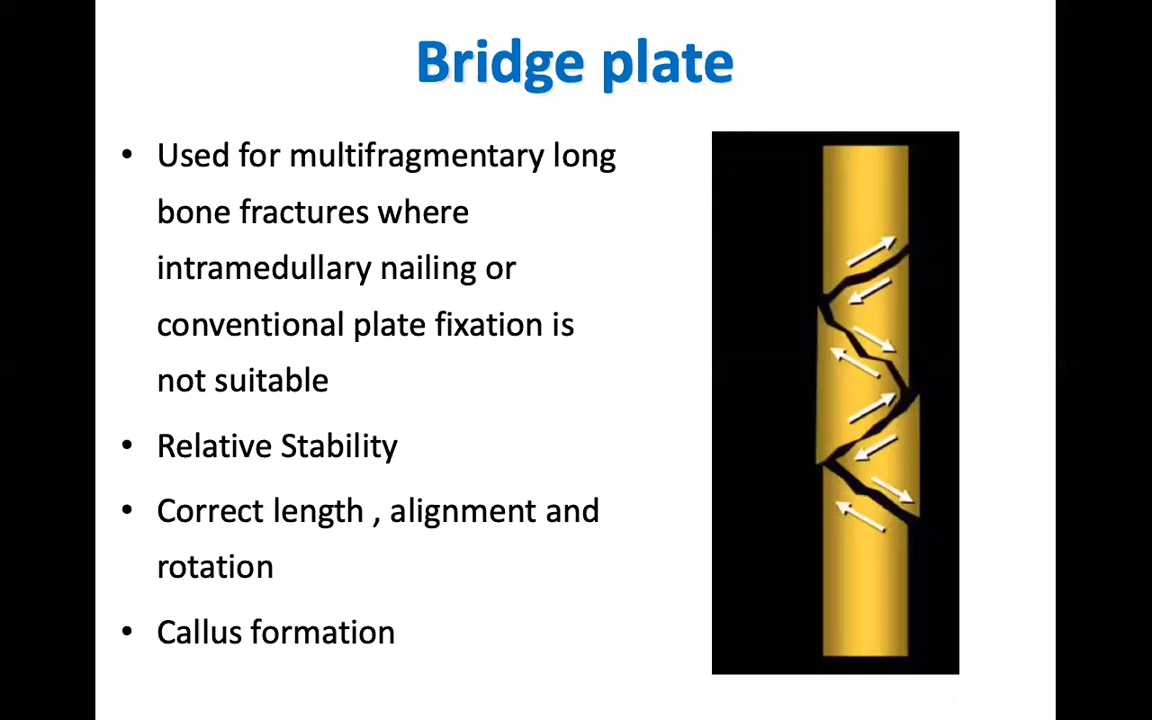 Bridge plate
• Used for multifragmentary long
bone fractures where
intramedullary nailing or
conventional plate fixation is
not suitable
• Relative Stability
• Correct length , alignment and
rotation
• Callus formation